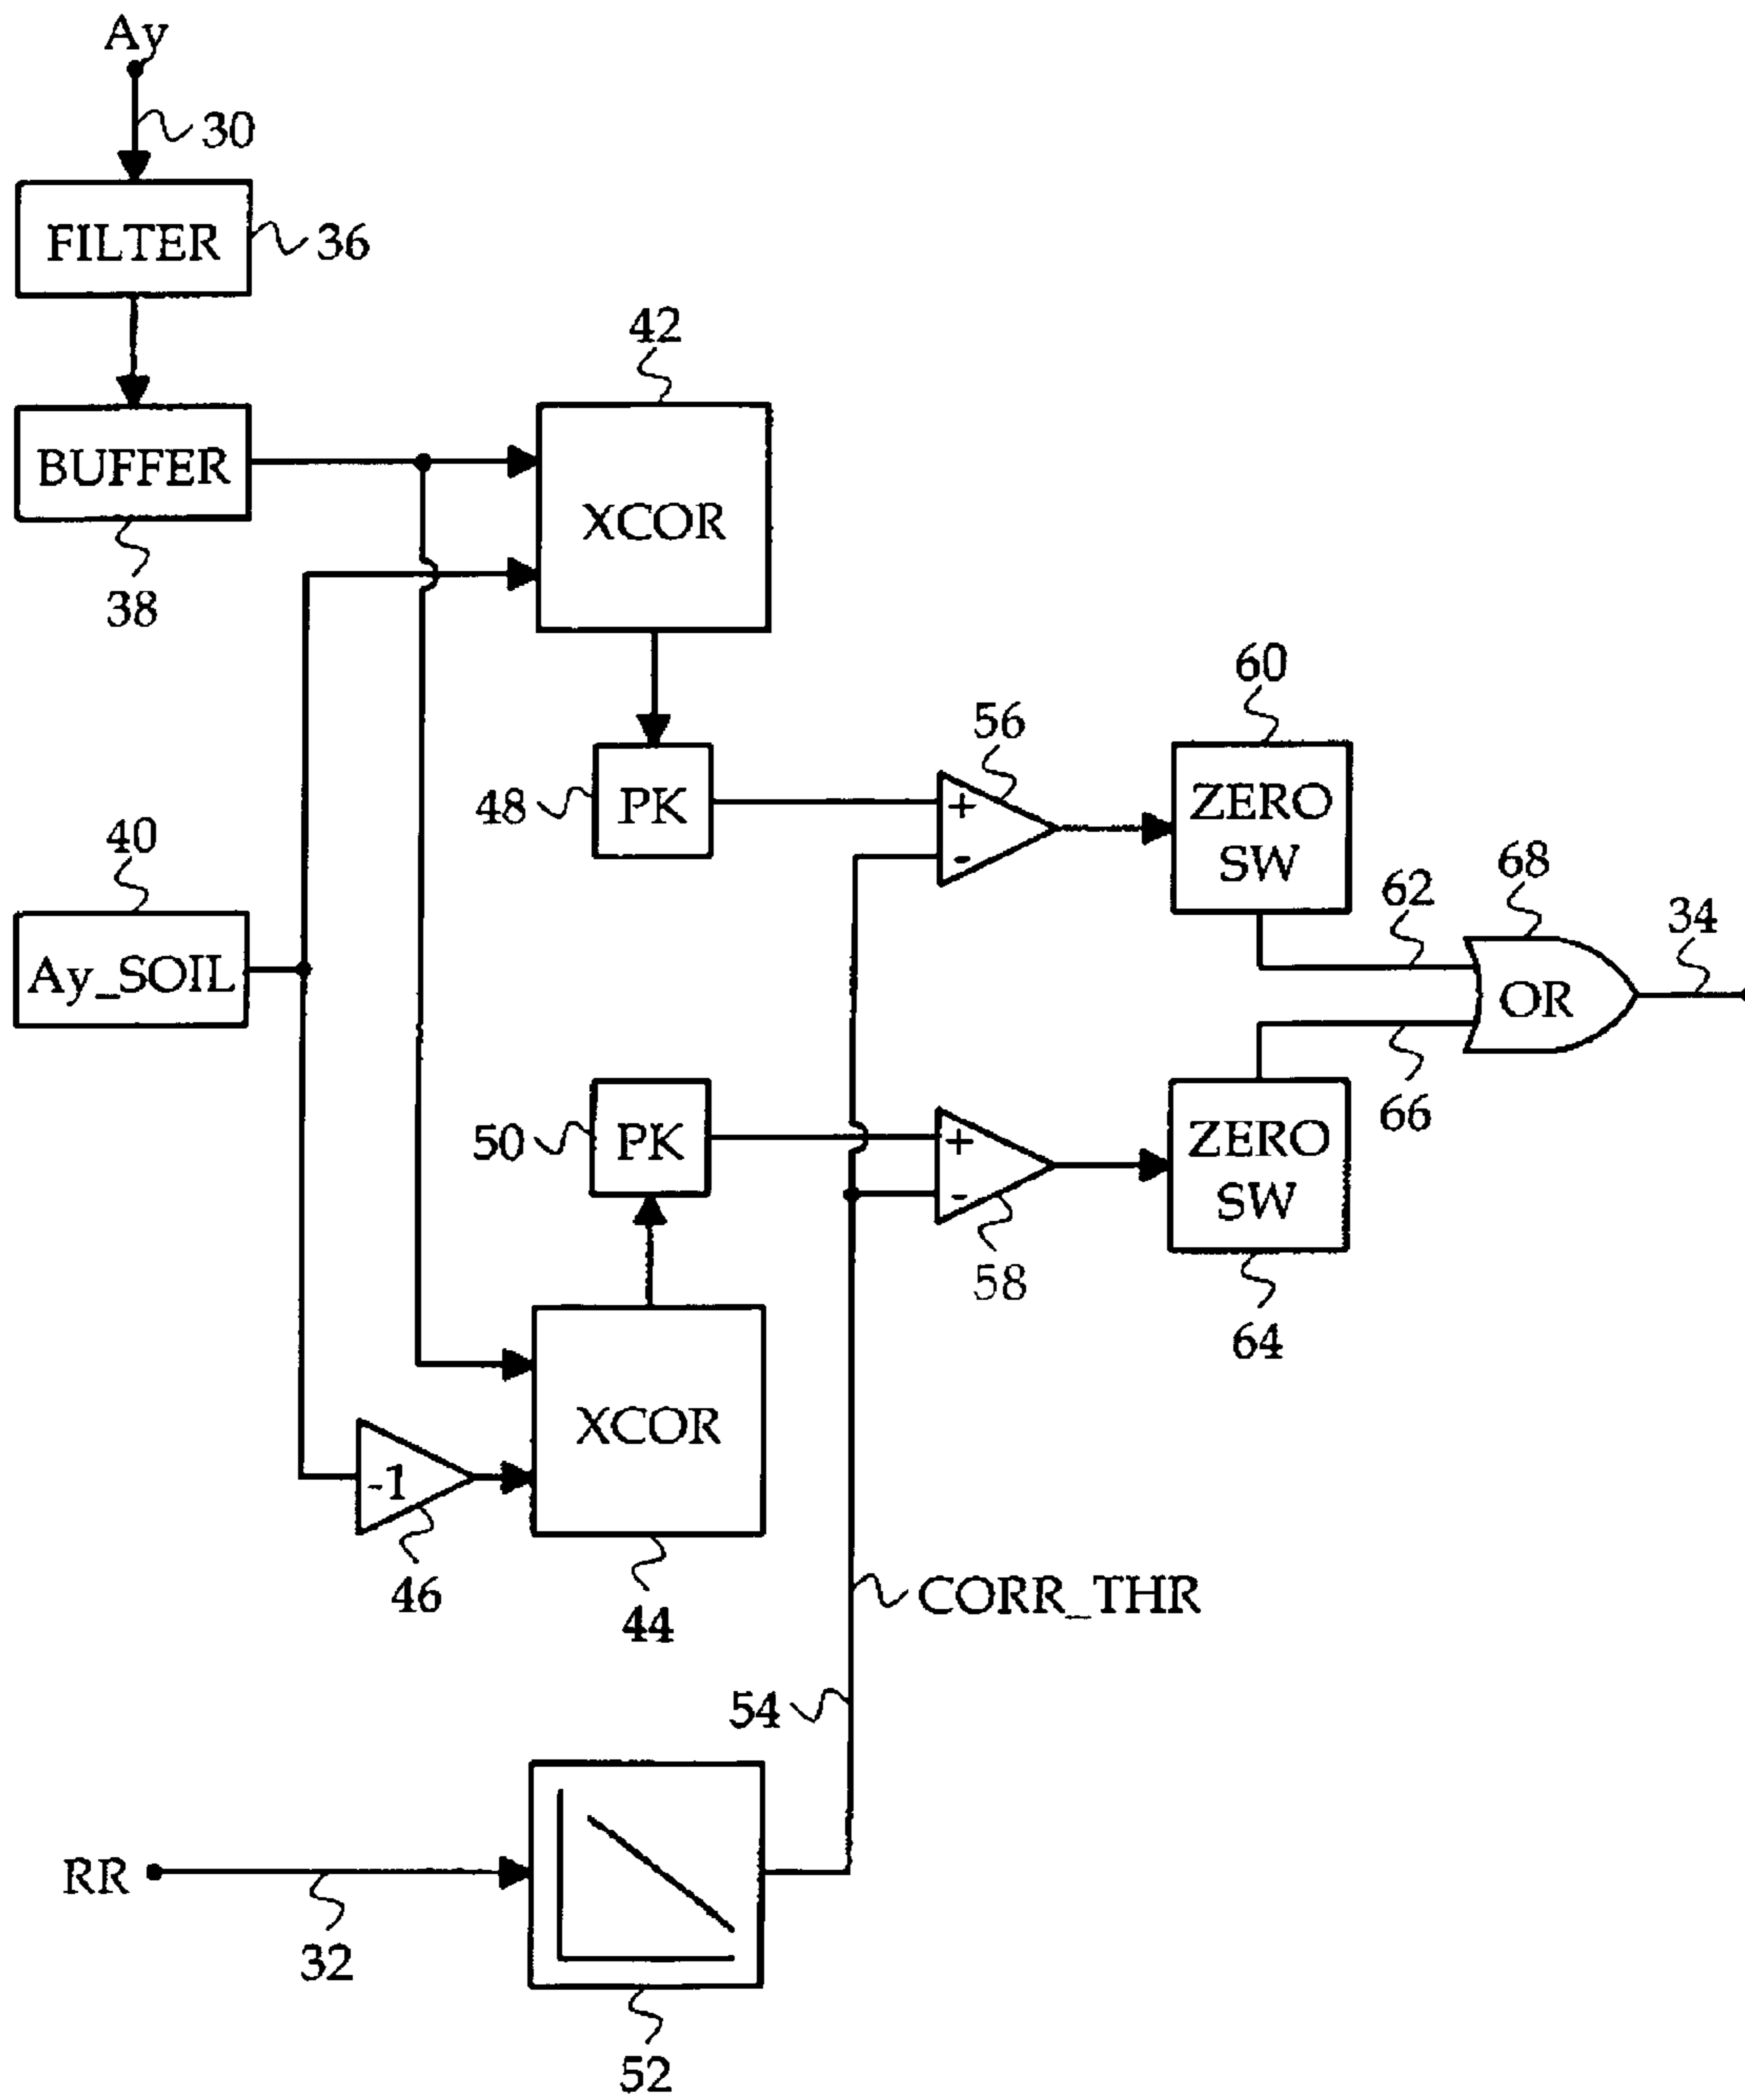 Ay
30
FILTER
36
42
BUFFER
XCOR
38
60
56
48
PK
+
-
ZERO
SW
40
68
62
34
Ay_SOIL
OR
50
PK
+
-
ZERO
SW
66
58
64
XCOR
-1
46
44
CORR_THR
54
RR
32
52